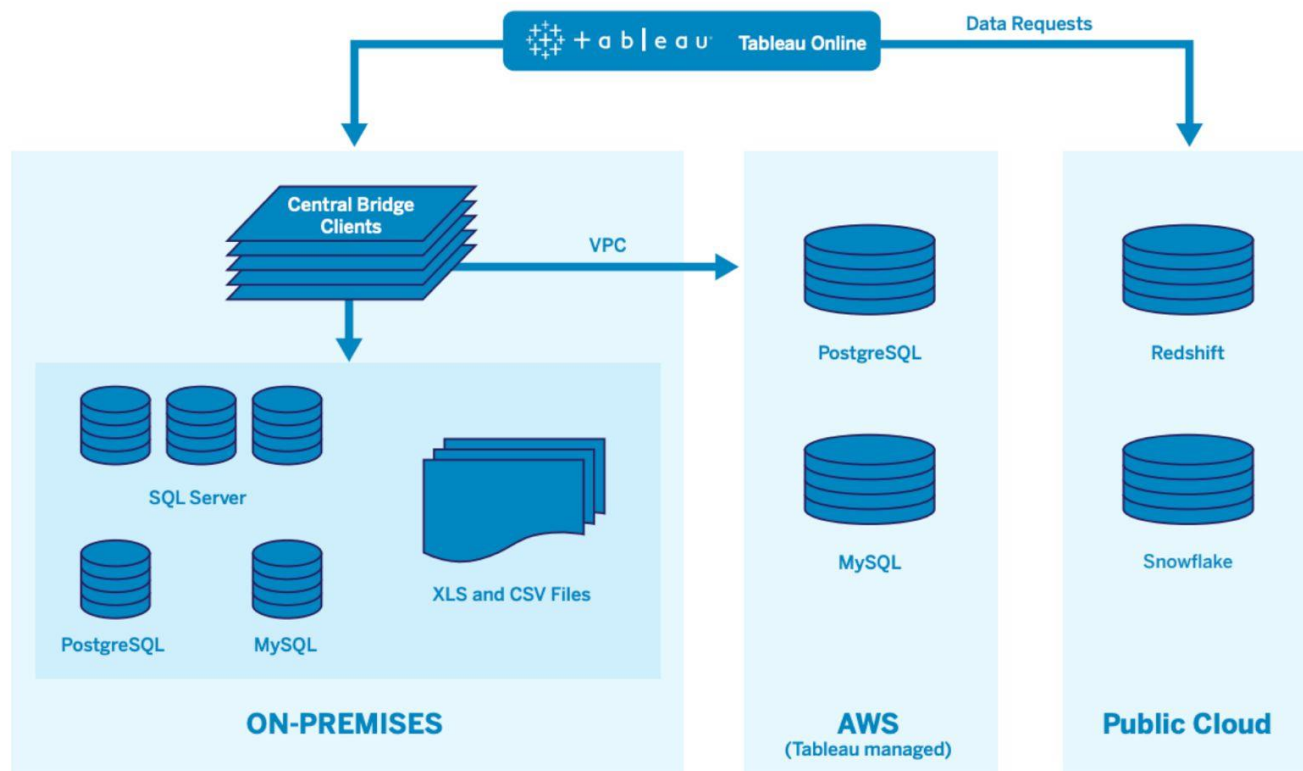 +ableau Tableau Online
Data Requests
Central Bridge
Clients
VPC
PostgreSQL
Redshift
SQL Server
XLS and CSV Files
MySQL
Snowflake
PostgreSQL
MySQL
ON-PREMISES
AWS
(Tableau managed)
Public Cloud